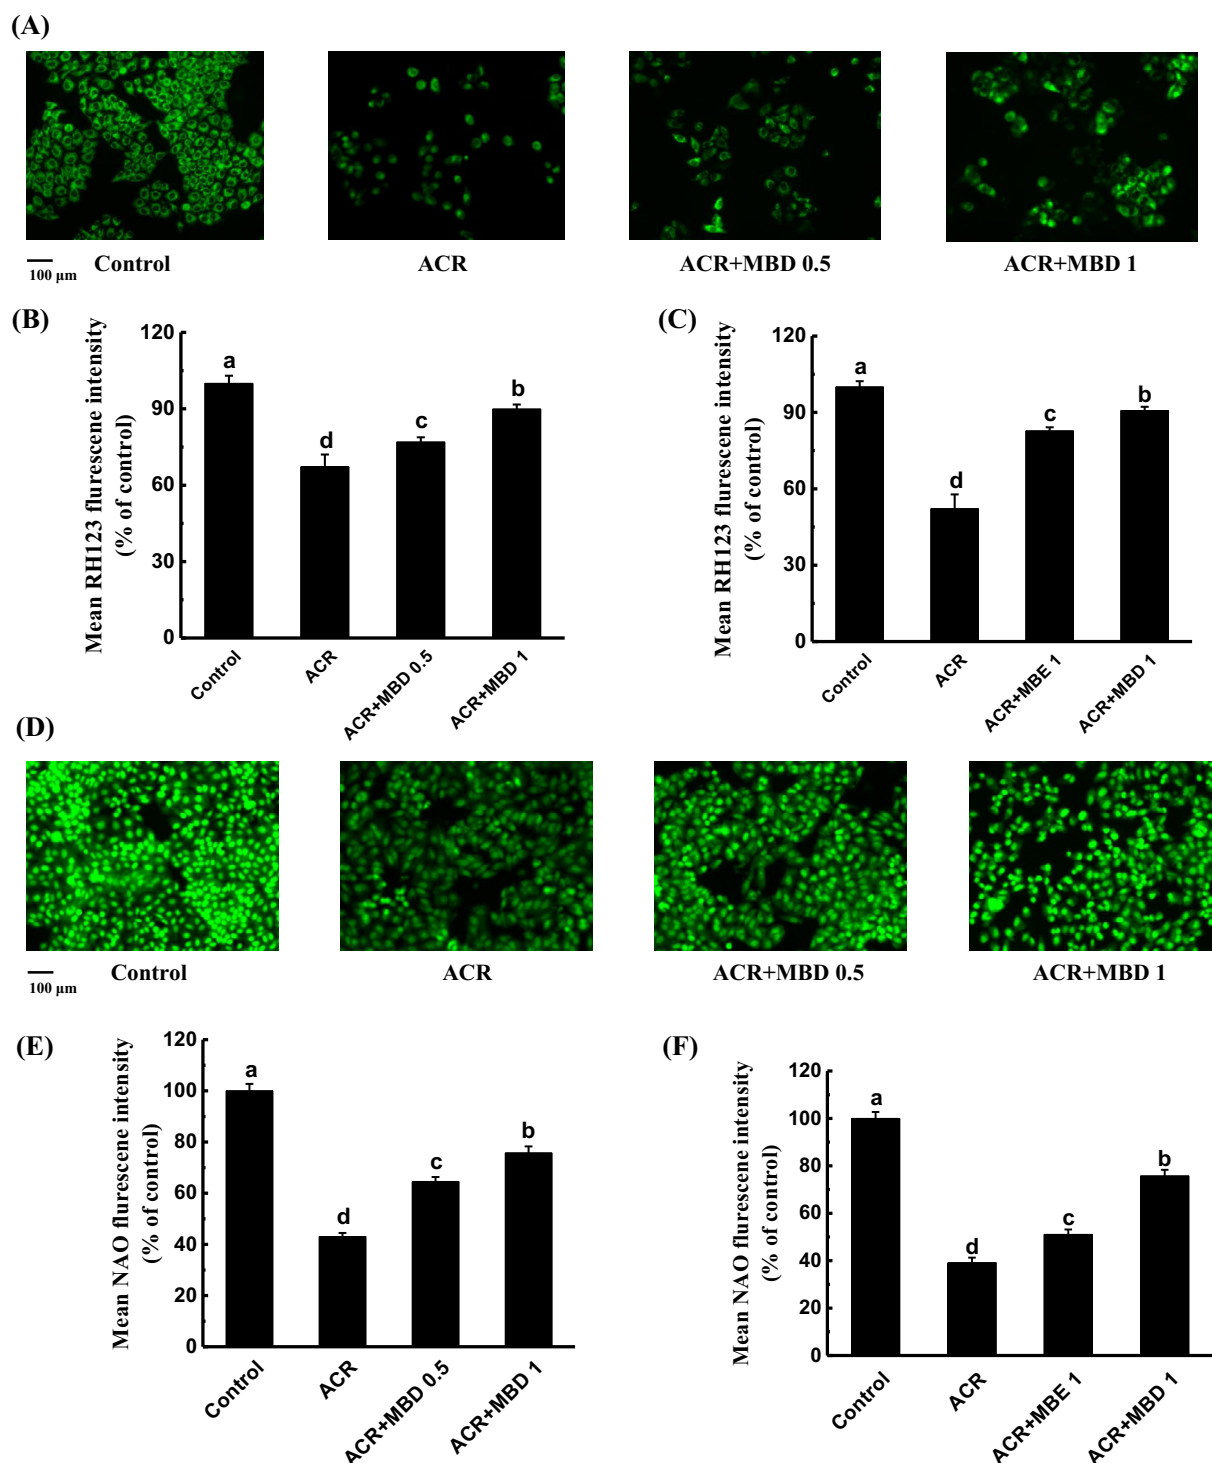 (A)
Control
ACR
ACR+MBD 0.5
ACR+MBD 1
100 μm
(B)
Mean RH123 flurescene intensity
(% of control)
120
90
60
30
0
a
d
c
b
Control
ACR
ACR+MBD 0.5
ACR+MBD 1
(C)
Mean RH123 flurescene intensity
(% of control)
120
90
60
30
0
a
d
c
b
Control
ACR
ACR+MBE 1
ACR+MBD 1
(D)
Control
ACR
ACR+MBD 0.5
ACR+MBD 1
100 μm
(E)
Mean NAO flurescene intensity
(% of control)
120
100
80
60
40
20
0
a
d
c
b
Control
ACR
ACR+MBD 0.5
ACR+MBD 1
(F)
Mean NAO flurescene intensity
(% of control)
120
100
80
60
40
20
0
a
d
c
b
Control
ACR
ACR+MBE 1
ACR+MBD 1